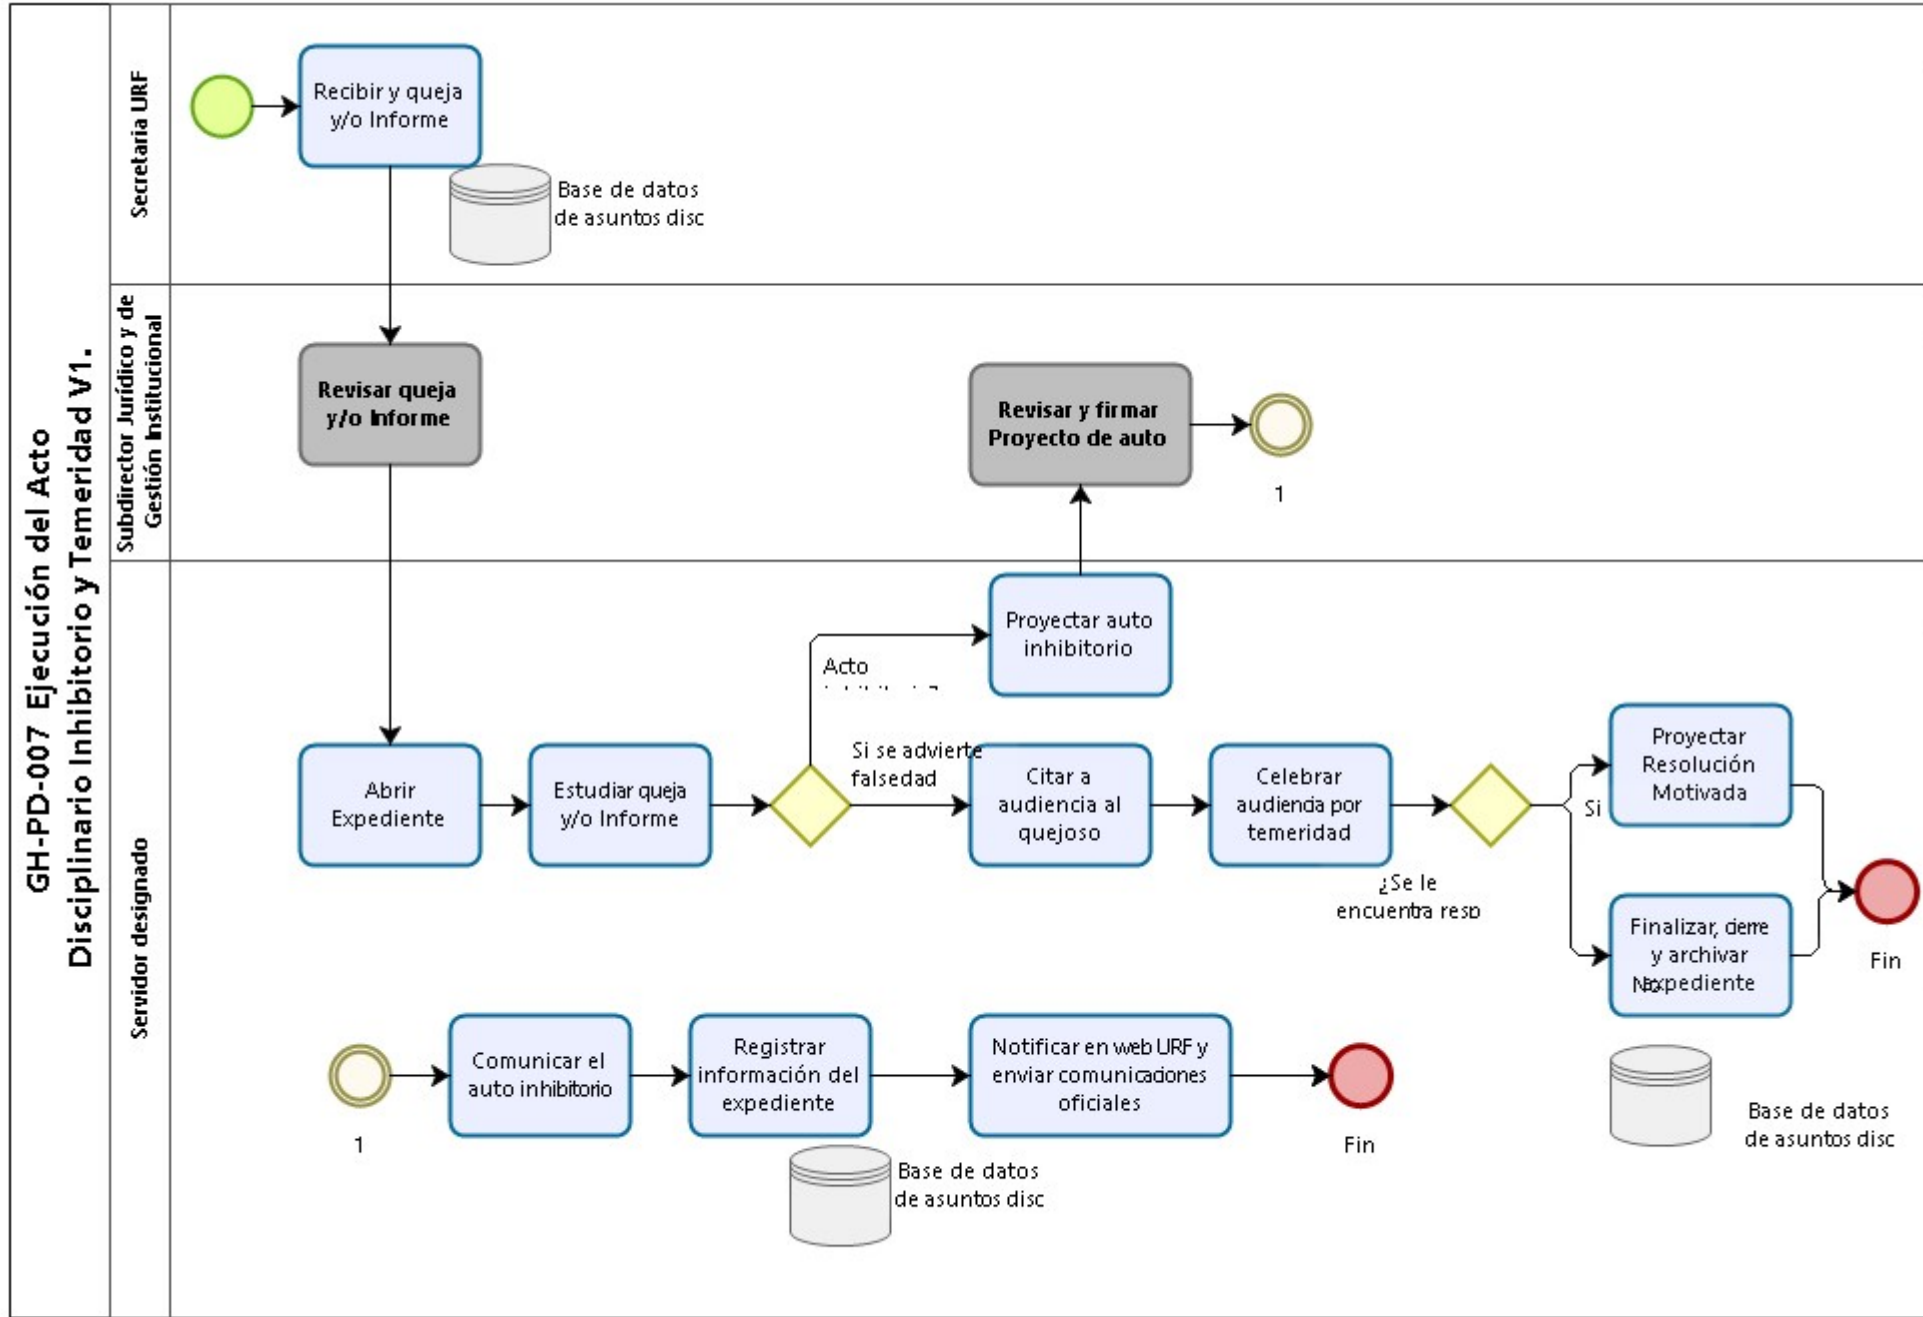 GH-PD-007 Ejecución del Acto
Disciplinario Inhibitorio y Temeridad V1.
Secretaria URF
Recibir y queja
y/o Informe
Base de datos
de asuntos disc
Subdirector Jurídico y de
Gestión Institucional
Revisar queja
y/o Informe
Revisar y firmar
Proyecto de auto
1
Servidor designado
Proyectar auto
inhibitorio
Acto
Abrir
Expediente
Estudiar queja
y/o Informe
Si se advierte
falsedad
Citar a
audiencia al
quejoso
Celebrar
audiencia por
temeridad
¿Se le
encuentra resp
Si
Proyectar
Resolución
Motivada
No
Finalizar, cierre
y archivar
expediente
Fin
Base de datos
de asuntos disc
1
Comunicar el
auto inhibitorio
Registrar
información del
expediente
Base de datos
de asuntos disc
Notificar en web URF y
enviar comunicaciones
oficiales
Fin